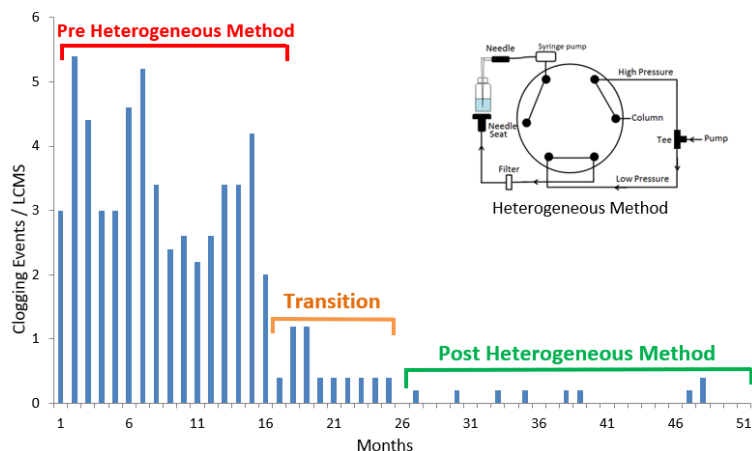 Pre Heterogeneous Method
Transition
Post Heterogeneous Method
Clogging Events / LCMS
6
5
4
3
2
1
0
1
6
11
16
21
26
31
36
41
46
51
Months
Needle
Syringe pump
High Pressure
Column
Needle
Seat
Tee
Pump
Filter
Low Pressure
Heterogeneous Method